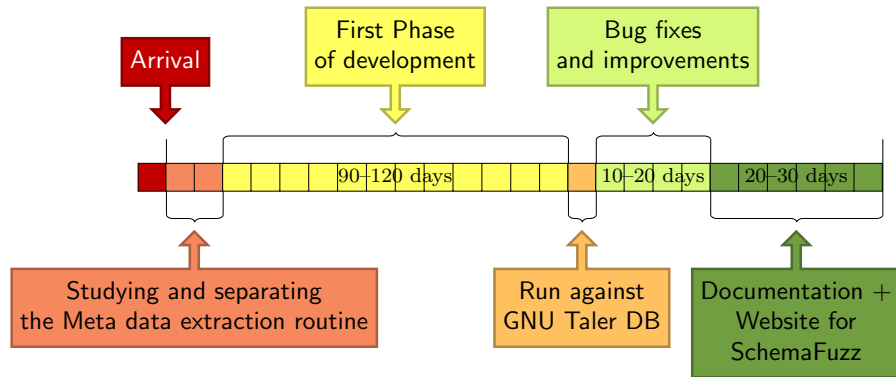 First Phase
of development
Bug fixes
and improvements
Arrival
90–120 days
10–20 days
20–30 days
Studying and separating
the Meta data extraction routine
Run against
GNU Taler DB
Documentation +
Website for
SchemaFuzz